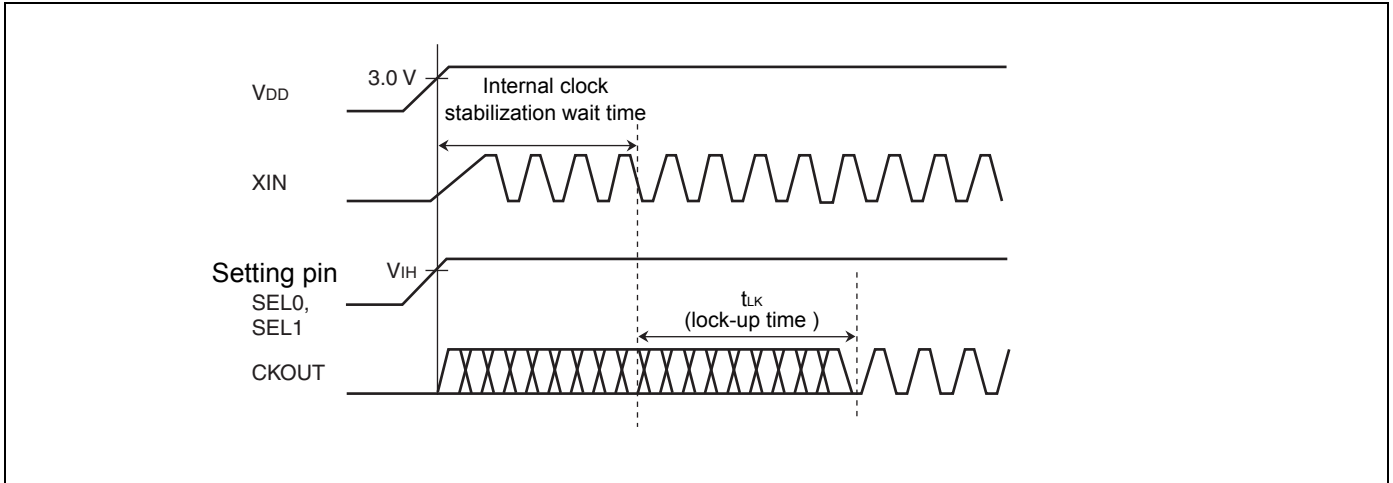 3.0 V
VDD
Internal clock
stabilization wait time
XIN
Setting pin
VIH
SEL0,
SEL1
tLK
(lock-up time )
CKOUT